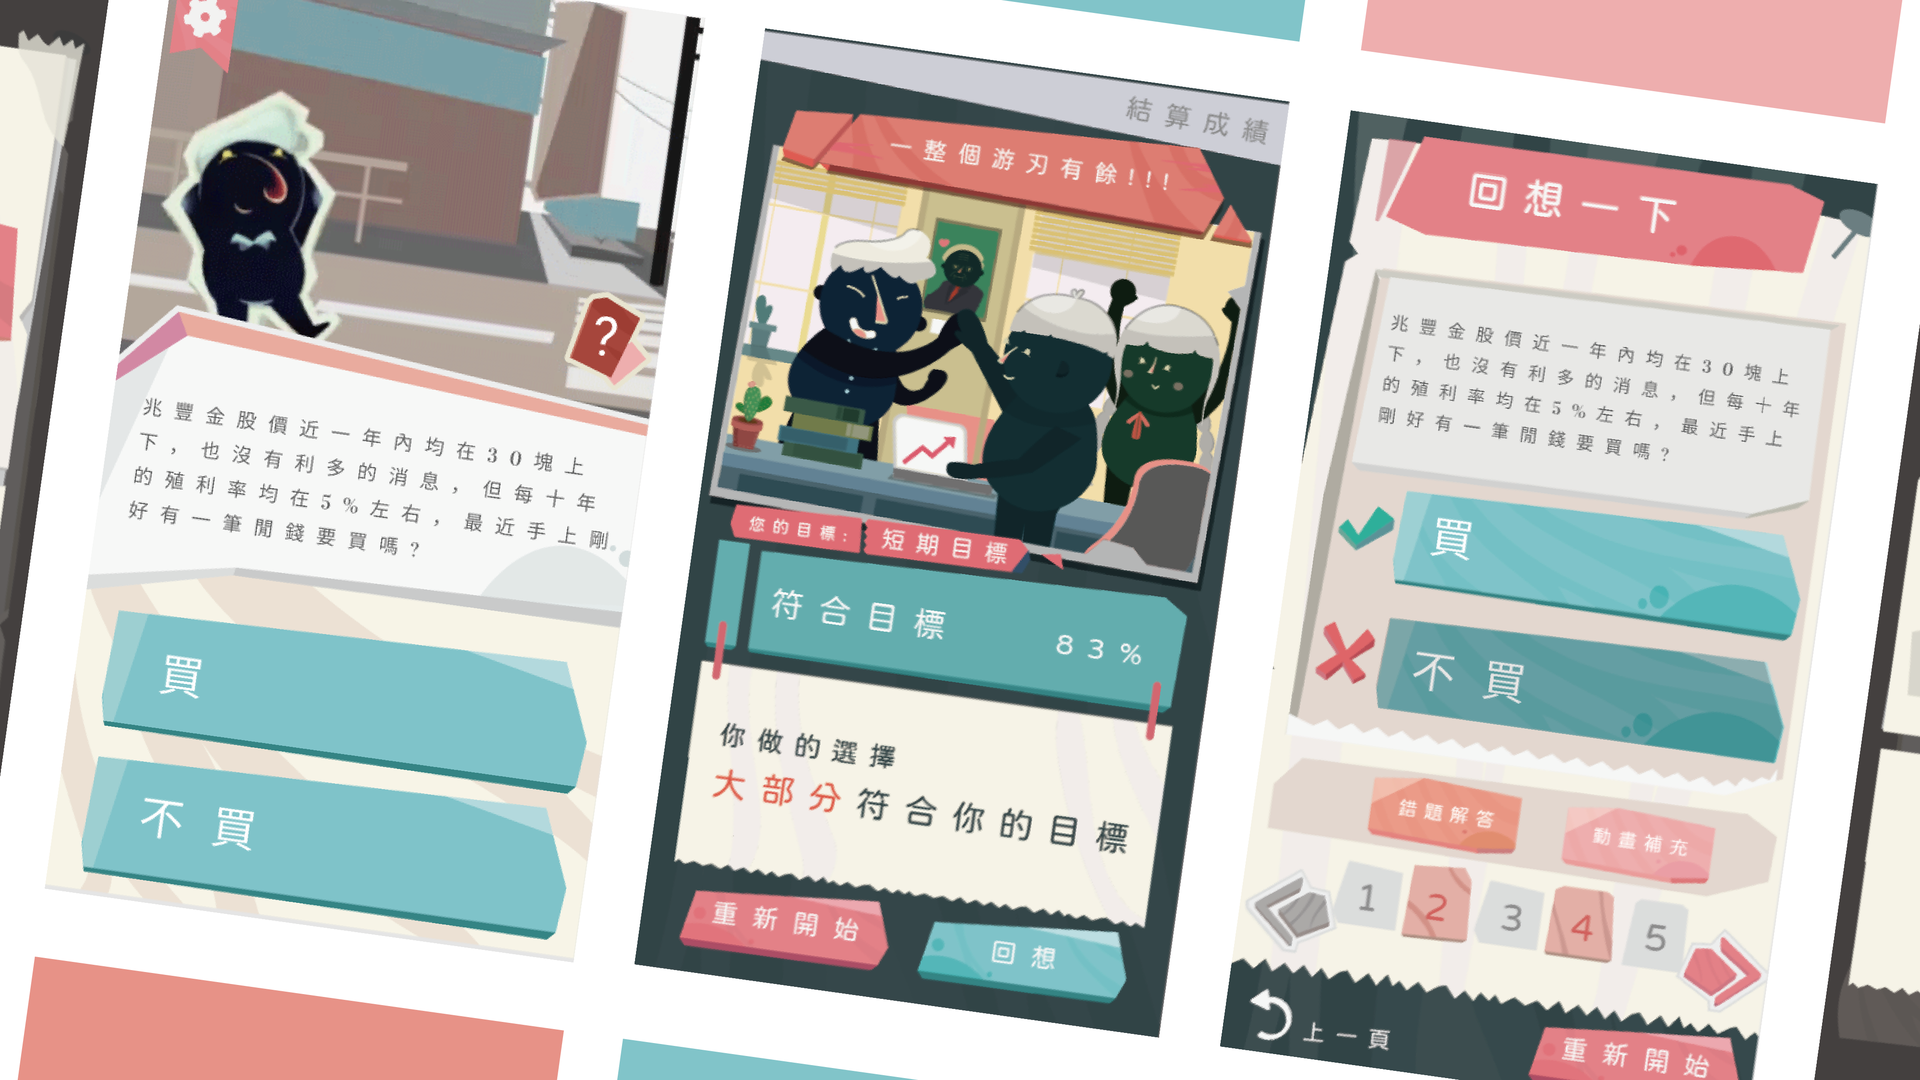 ?
兆豐金股價近一年內均在30塊上
下，也沒有利多的消息，但每十年
的殖利率均在5%左右，最近手上剛
好有一筆閒錢要買嗎？
買
不買
結算成績
一整個游刃有餘!!!
您的目標：短期目標
符合目標 83%
你做的選擇
大部分符合你的目標
重新開始 回想
回想一下
兆豐金股價近一年內均在30塊上
下，也沒有利多的消息，但每十年
的殖利率均在5%左右，最近手上
剛好有一筆閒錢要買嗎？
買
不買
錯題解答 動畫補充
1 2 3 4 5
上一頁 重新開始